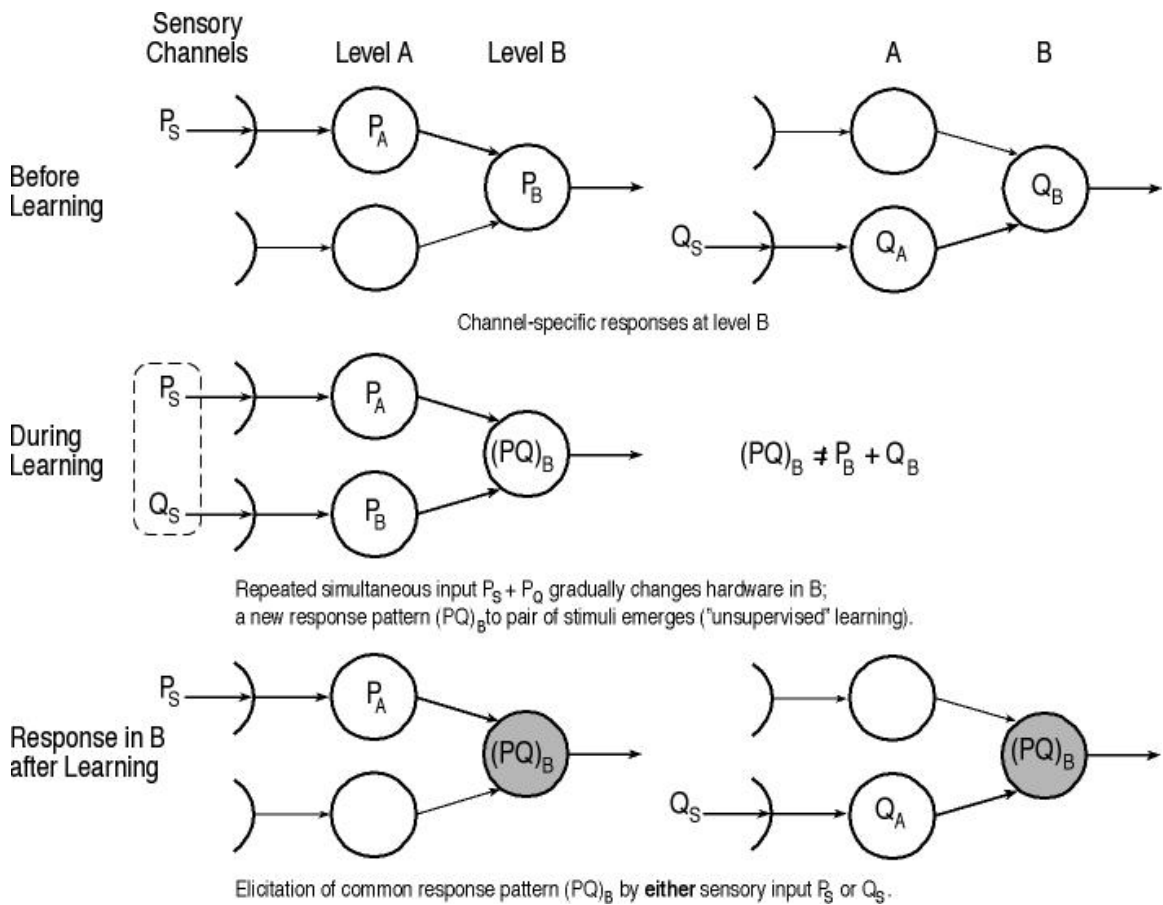 Sensory
Channels
Level A
Level B
A
B
P_S
P_A
P_B
Q_B
Before
Learning
Q_S
Q_A
Channel-specific responses at level B
P_S
P_A
During
Learning
(PQ)_B
(PQ)_B ≠ P_B + Q_B
Q_S
P_B
Repeated simultaneous input P_S + P_Q gradually changes hardware in B;
a new response pattern (PQ)_B to pair of stimuli emerges ("unsupervised" learning).
P_S
P_A
Response in B
after Learning
(PQ)_B
(PQ)_B
Q_S
Q_A
Elicitation of common response pattern (PQ)_B by either sensory input P_S or Q_S.